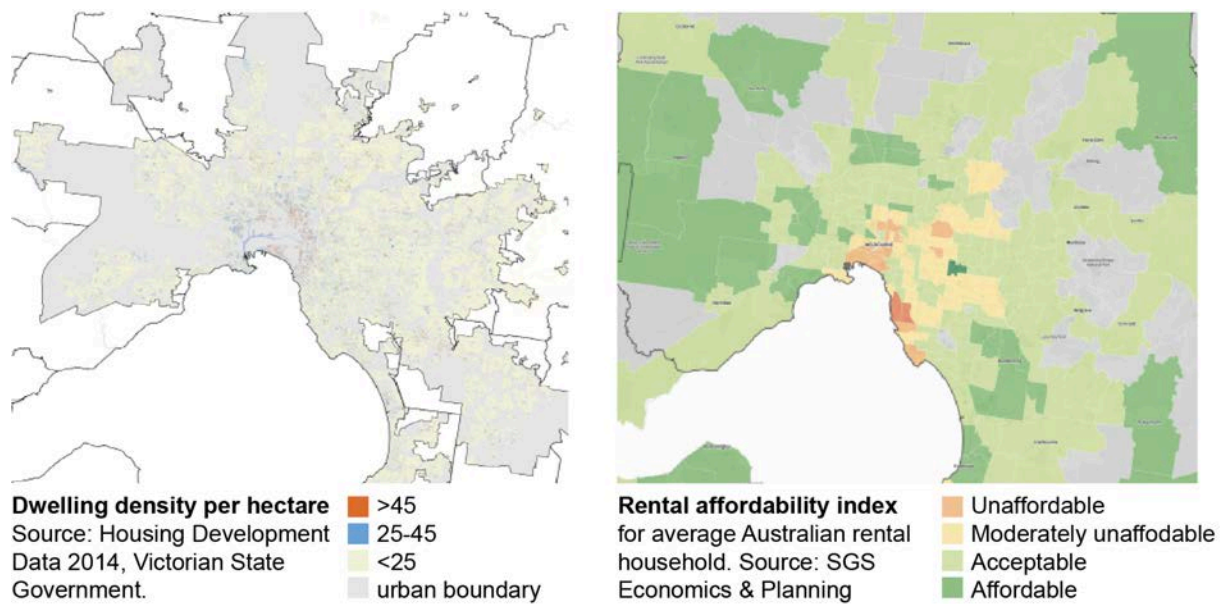 MELBOURNE
Dwelling density per hectare
Source: Housing Development
Data 2014, Victorian State
Government.
>45
25-45
<25
urban boundary
Rental affordability index
for average Australian rental
household. Source: SGS
Economics & Planning
Unaffordable
Moderately unaffodable
Acceptable
Affordable